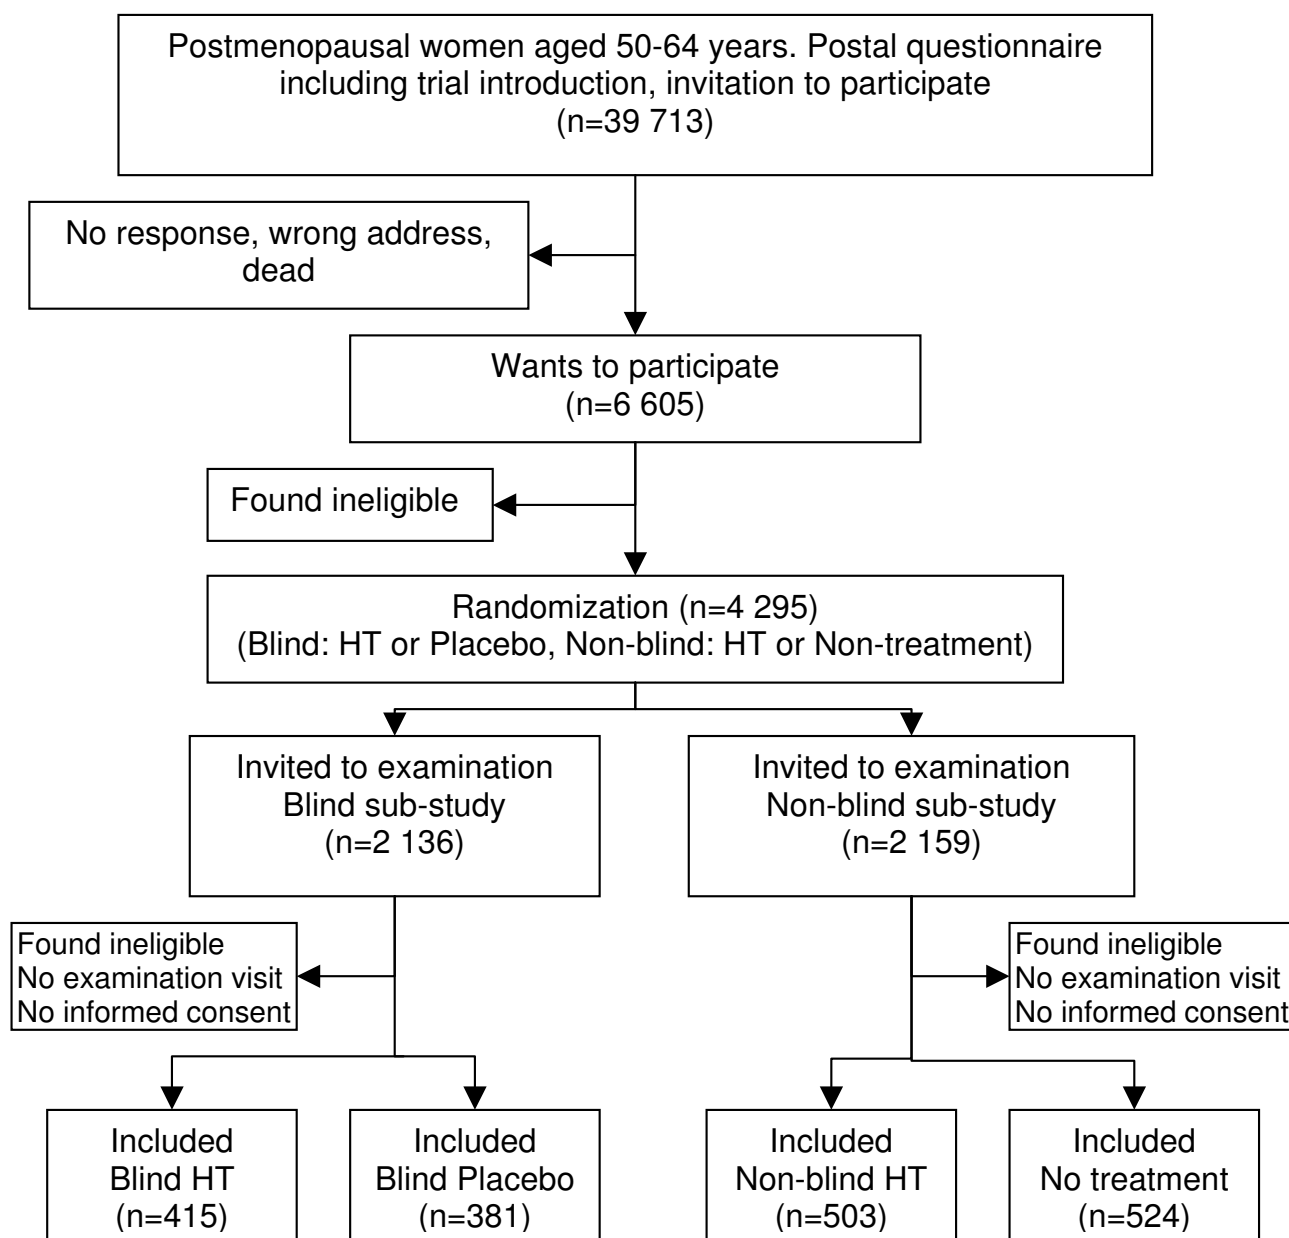 Postmenopausal women aged 50-64 years. Postal questionnaire
including trial introduction, invitation to participate
(n=39 713)
No response, wrong address,
dead
Wants to participate
(n=6 605)
Found ineligible
Randomization (n=4 295)
(Blind: HT or Placebo, Non-blind: HT or Non-treatment)
Invited to examination
Blind sub-study
(n=2 136)
Invited to examination
Non-blind sub-study
(n=2 159)
Found ineligible
No examination visit
No informed consent
Found ineligible
No examination visit
No informed consent
Included
Blind HT
(n=415)
Included
Blind Placebo
(n=381)
Included
Non-blind HT
(n=503)
Included
No treatment
(n=524)